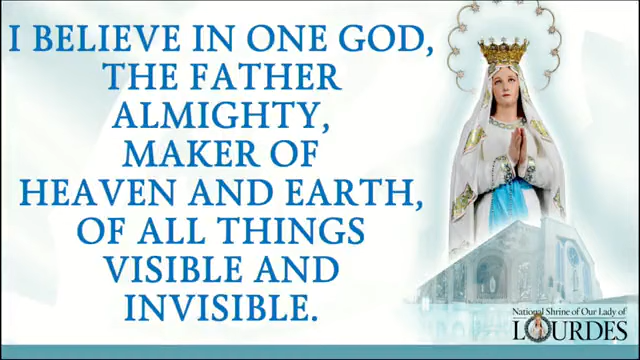 I BELIEVE IN ONE GOD,
THE FATHER
ALMIGHTY,
MAKER OF
HEAVEN AND EARTH,
OF ALL THINGS
VISIBLE AND
INVISIBLE.
National Shrine of Our Lady of
LOURDES